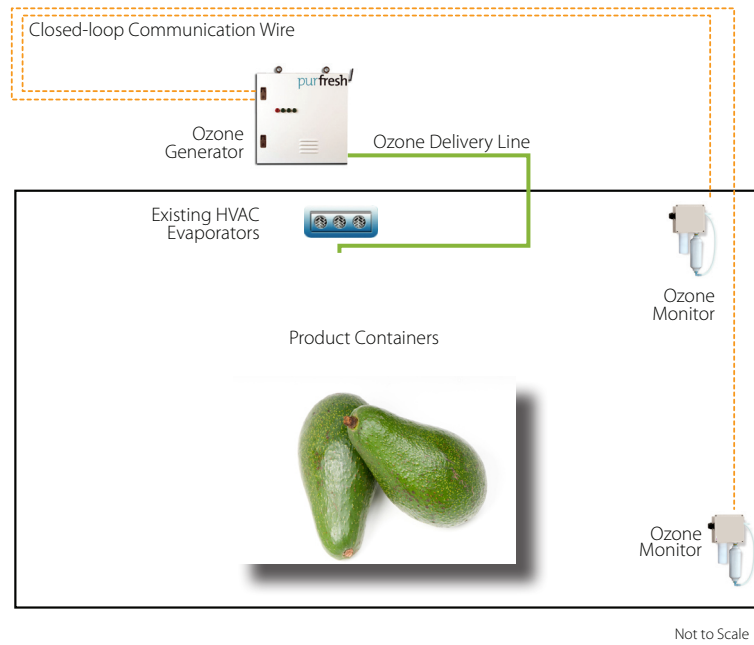 Closed-loop Communication Wire
purfresh
Ozone
Generator
Ozone Delivery Line
Existing HVAC
Evaporators
Ozone
Monitor
Product Containers
Ozone
Monitor
Not to Scale